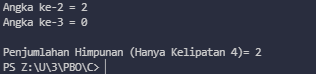 Angka ke-2 = 2
Angka ke-3 = 0
Penjumlahan Himpunan (Hanya Kelipatan 4)= 2
PS Z:\U\3\PBO\C>